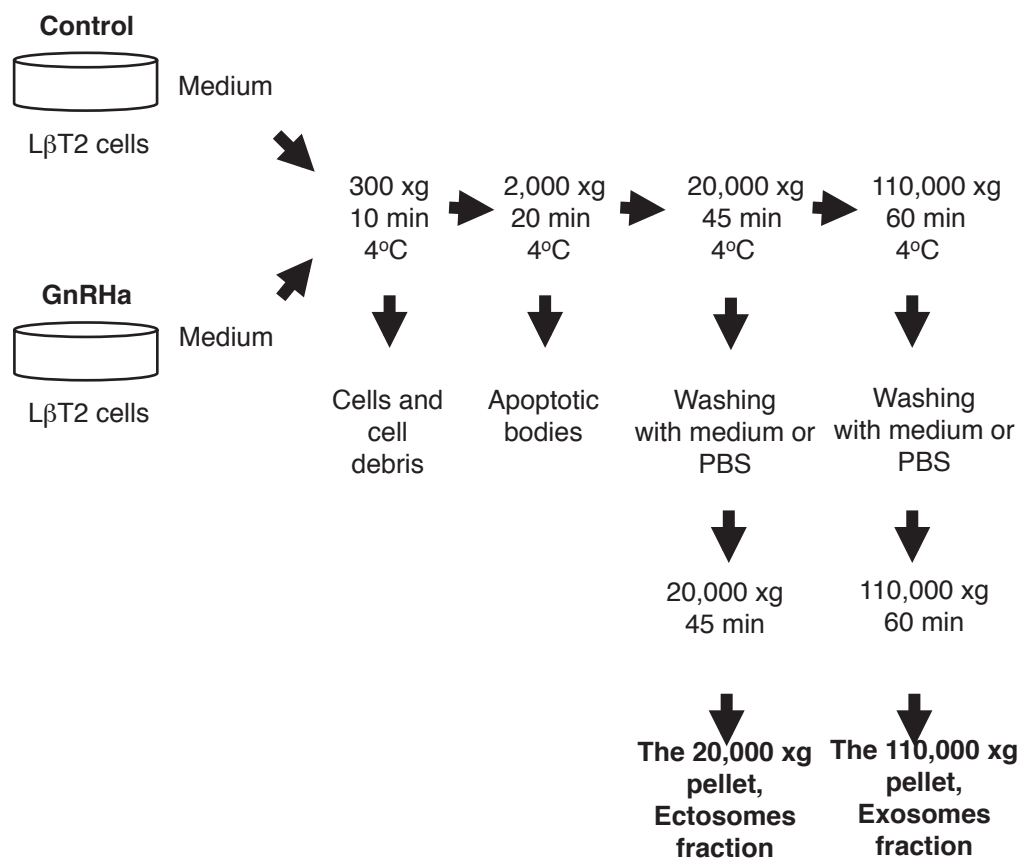 Control
Medium
LβT2 cells
GnRHa
Medium
LβT2 cells
300 xg
10 min
4°C
2,000 xg
20 min
4°C
20,000 xg
45 min
4°C
110,000 xg
60 min
4°C
Cells and
cell
debris
Apoptotic
bodies
Washing
with medium or
PBS
Washing
with medium or
PBS
20,000 xg
45 min
110,000 xg
60 min
The 20,000 xg
pellet,
Ectosomes
fraction
The 110,000 xg
pellet,
Exosomes
fraction